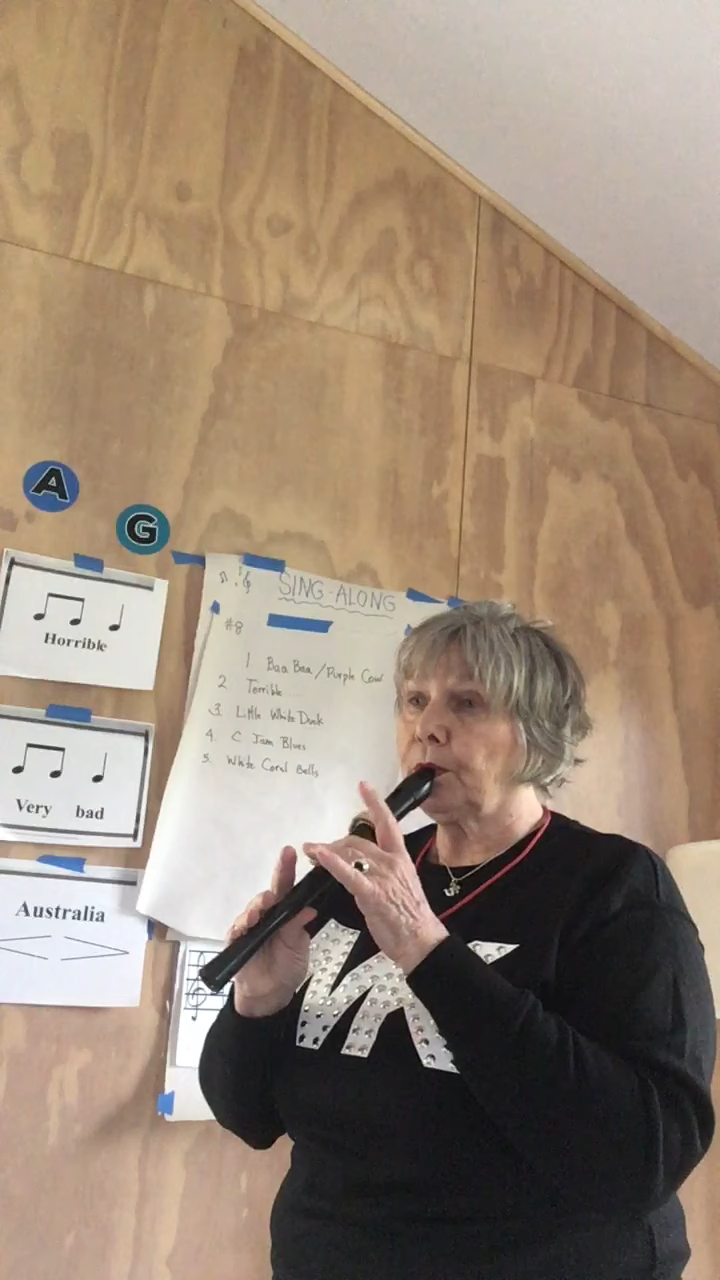 A
G
Horrible
Very bad
Australia
SING-ALONG
#8
1 Baa Baa / Purple Cow
2 Terrible
3. Little White Duck
4. C Jam Blues
5. White Coral Bells